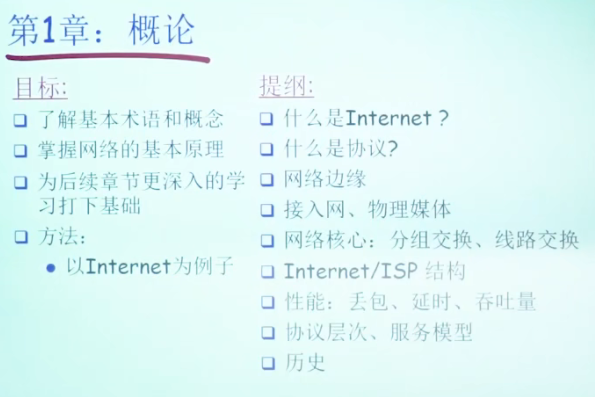 第1章：概论
目标:
了解基本术语和概念
掌握网络的基本原理
为后续章节更深入的学
习打下基础
方法：
以Internet为例子
提纲:
什么是Internet？
什么是协议?
网络边缘
接入网、物理媒体
网络核心：分组交换、线路交换
Internet/ISP 结构
性能：丢包、延时、吞吐量
协议层次、服务模型
历史